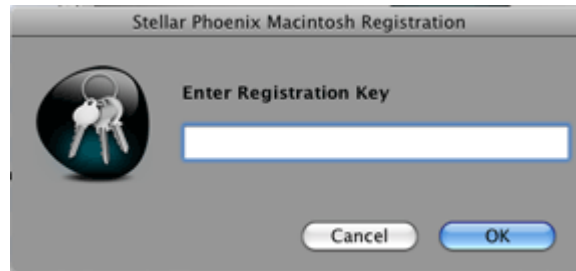 Stellar Phoenix Macintosh Registration
Enter Registration Key
Cancel
OK